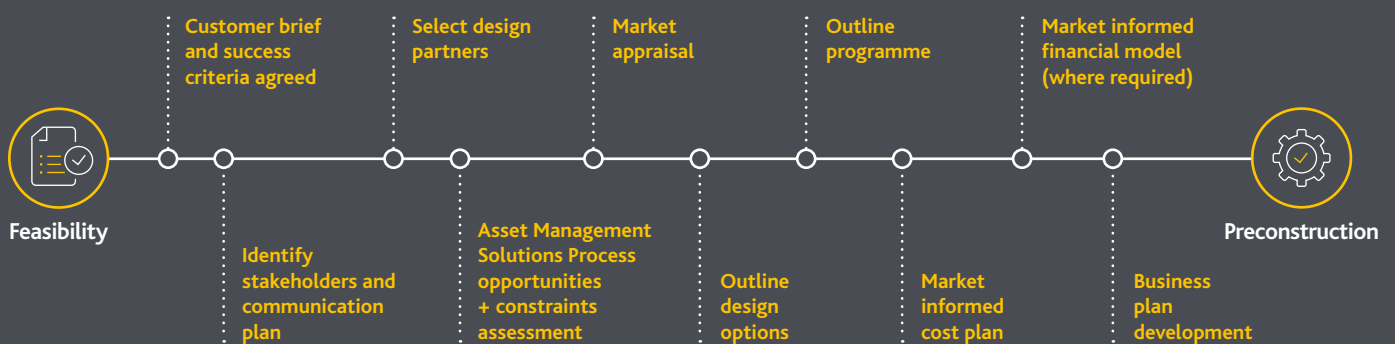 Customer brief
and success
criteria agreed
Select design
partners
Market
appraisal
Outline
programme
Market informed
financial model
(where required)
Feasibility
Preconstruction
Identify
stakeholders and
communication
plan
Asset Management
Solutions Process
opportunities
+ constraints
assessment
Outline
design
options
Market
informed
cost plan
Business
plan
development